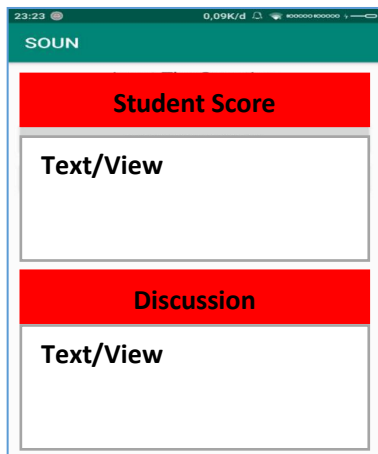 23:23
0,09K/d
SOUN
Student Score
Text/View
Discussion
Text/View